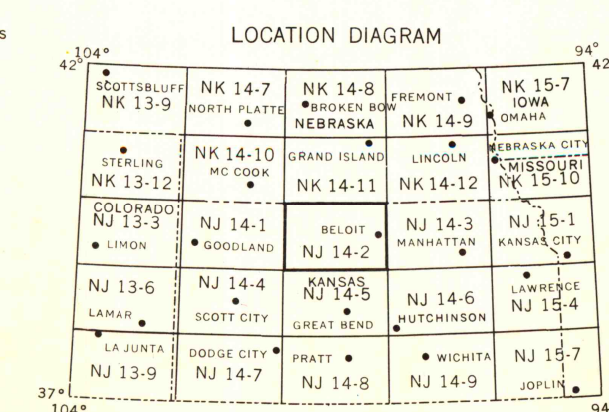 s
LOCATION DIAGRAM
104°
94°
42°
42
SCOTTSBLUFF
NK 13-9
NK 14-7
NORTH PLATTE
NK 14-8
BROKEN BOW
NEBRASKA
FREMONT
NK 14-9
NK 15-7
IOWA
OMAHA
STERLING
NK 13-12
NK 14-10
MC COOK
GRAND ISLAND
NK 14-11
LINCOLN
NK 14-12
NEBRASKA CITY
MISSOURI
NK 15-10
COLORADO
NJ 13-3
LIMON
NJ 14-1
GOODLAND
BELOIT
NJ 14-2
NJ 14-3
MANHATTAN
NJ 15-1
KANSAS CITY
NJ 13-6
LAMAR
NJ 14-4
SCOTT CITY
KANSAS
NJ 14-5
GREAT BEND
NJ 14-6
HUTCHINSON
LAWRENCE
NJ 15-4
LA JUNTA
NJ 13-9
DODGE CITY
NJ 14-7
PRATT
NJ 14-8
WICHITA
NJ 14-9
NJ 15-7
JOPLIN
37°
104°
94